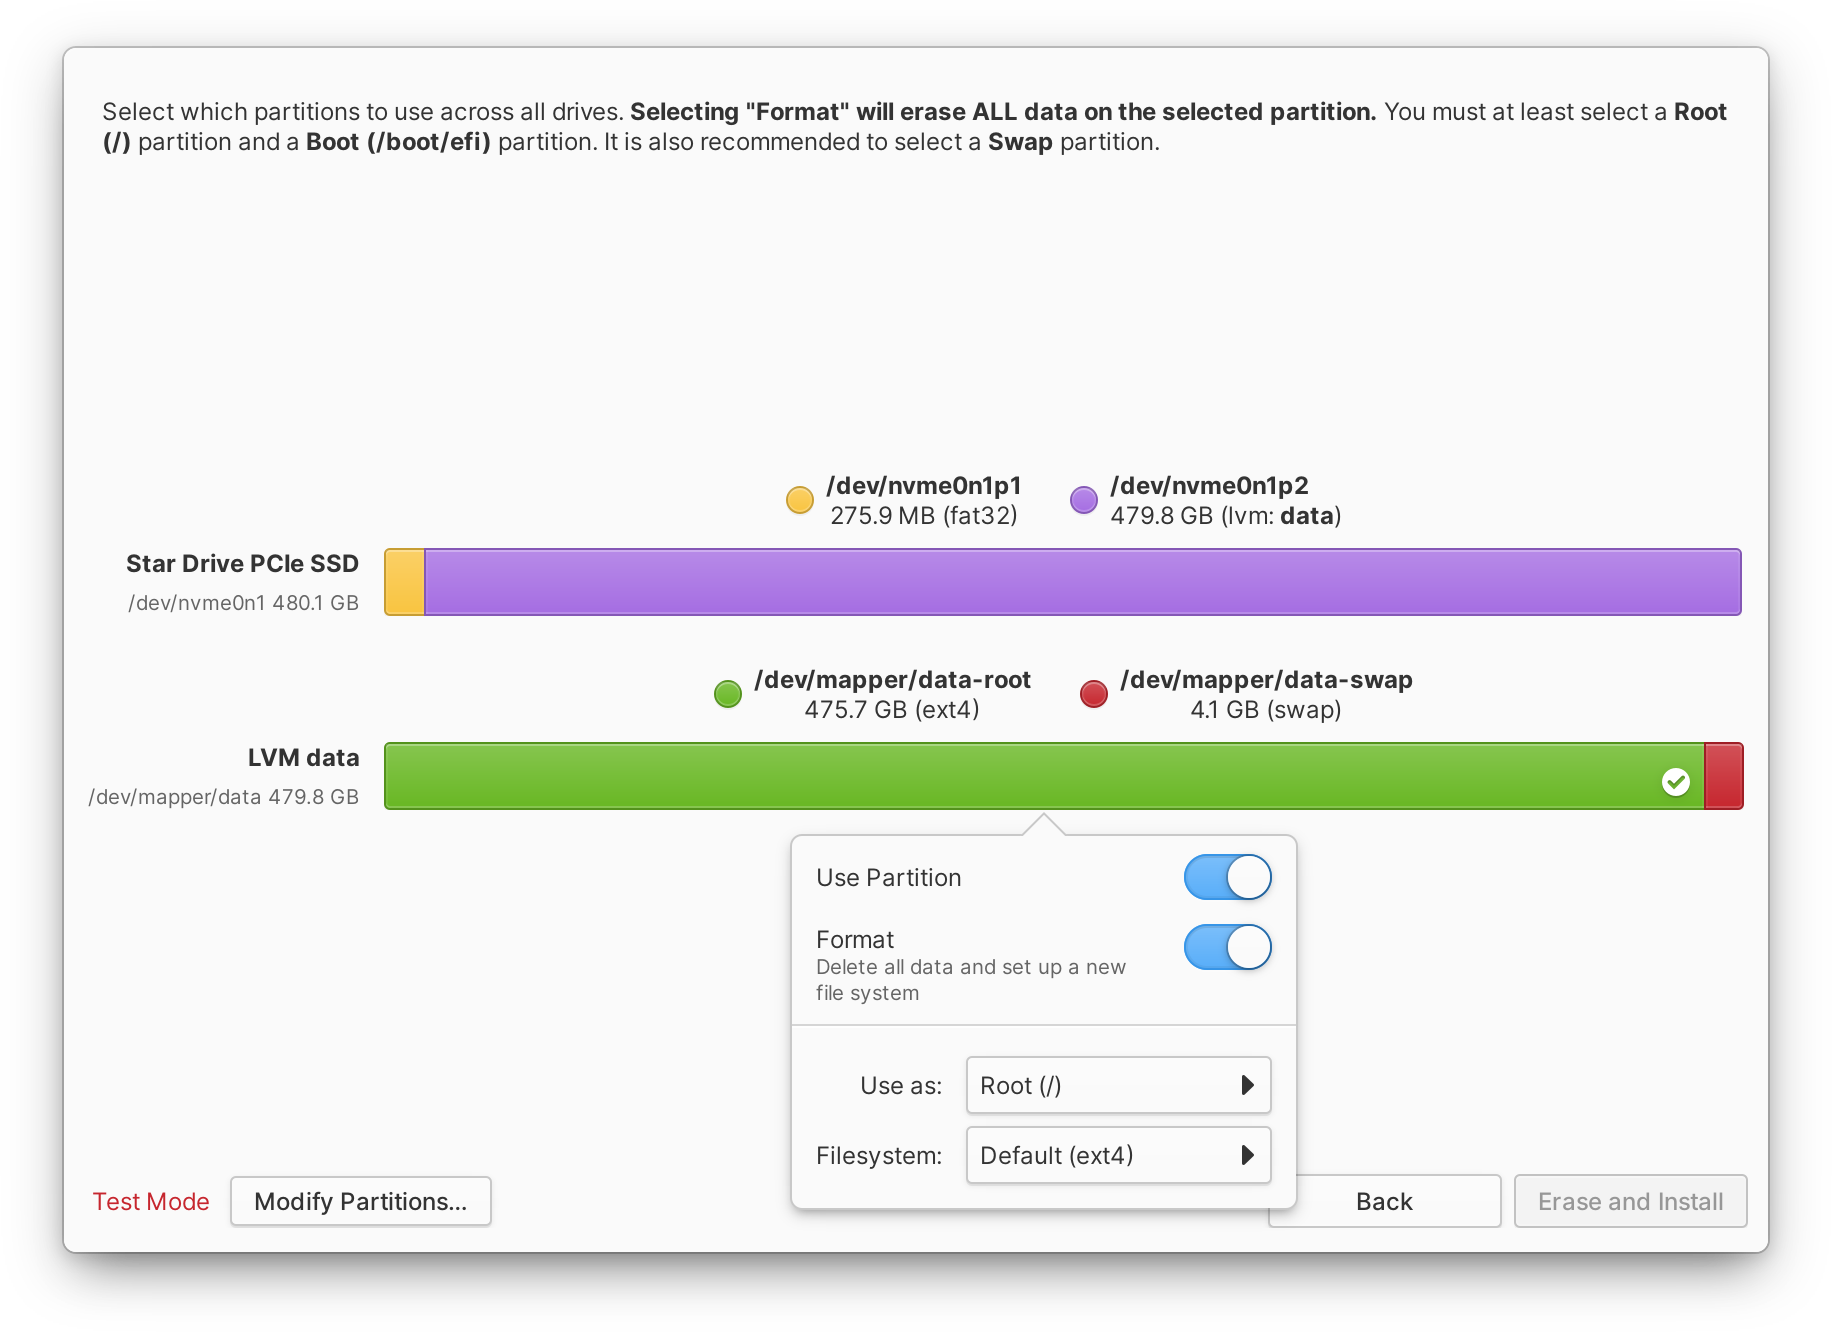 Select which partitions to use across all drives. Selecting "Format" will erase ALL data on the selected partition. You must at least select a Root
(/) partition and a Boot (/boot/efi) partition. It is also recommended to select a Swap partition.
/dev/nvme0n1p1
275.9 MB (fat32)
/dev/nvme0n1p2
479.8 GB (lvm: data)
Star Drive PCIe SSD
/dev/nvme0n1 480.1 GB
/dev/mapper/data-root
475.7 GB (ext4)
/dev/mapper/data-swap
4.1 GB (swap)
LVM data
/dev/mapper/data 479.8 GB
Use Partition
Format
Delete all data and set up a new
file system
Use as: Root (/)
Filesystem: Default (ext4)
Test Mode
Modify Partitions...
Back
Erase and Install